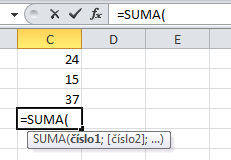 =SUMA(
C D E F
24
15
37
=SUMA(
SUMA(číslo1; [číslo2]; ...)